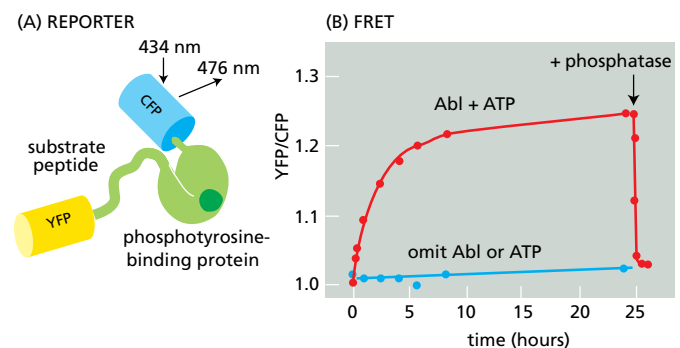 (A) REPORTER
434 nm
476 nm
CFP
substrate
peptide
YFP
phosphotyrosine-
binding protein
(B) FRET
+ phosphatase
1.3
Abl + ATP
1.2
YFP/CFP
1.1
omit Abl or ATP
1.0
0 5 10 15 20 25
time (hours)